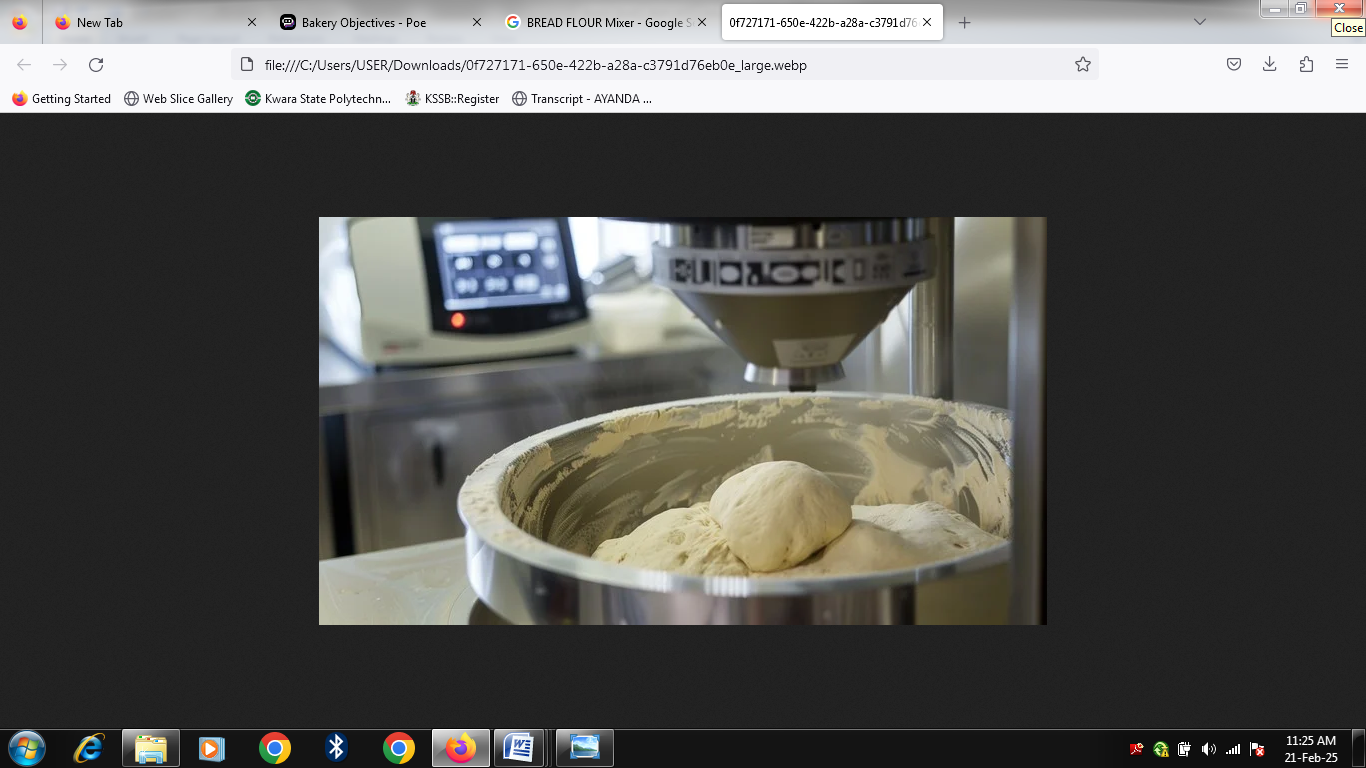 New Tab
Bakery Objectives - Poe
BREAD FLOUR Mixer - Google S
0f727171-650e-422b-a28a-c3791d76
Close
file:///C:/Users/USER/Downloads/0f727171-650e-422b-a28a-c3791d76eb0e_large.webp
Getting Started
Web Slice Gallery
Kwara State Polytechn...
KSSB::Register
Transcript - AYANDA ...
11:25 AM
21-Feb-25